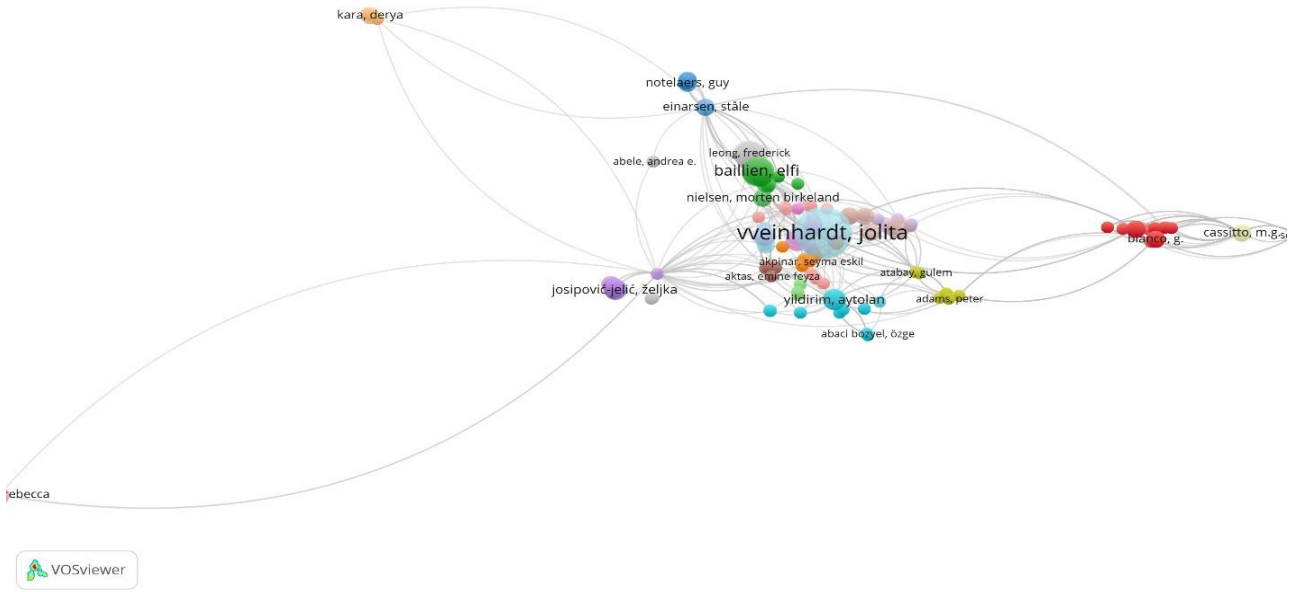 kara, derya
notelaers, guy
einarsen, ståle
leong, frederick
abele, andrea e.
baillien, elfi
nielsen, morten birkeland
vveinhardt, jolita
bianco, g.
cassitto, m.g.
akpinar, seyma eskil
aktas, emine feyza
atabay, gulem
josipović-jelić, željka
yildirim, aytolan
adams, peter
abaci bozyel, özge
ebecca
VOSviewer